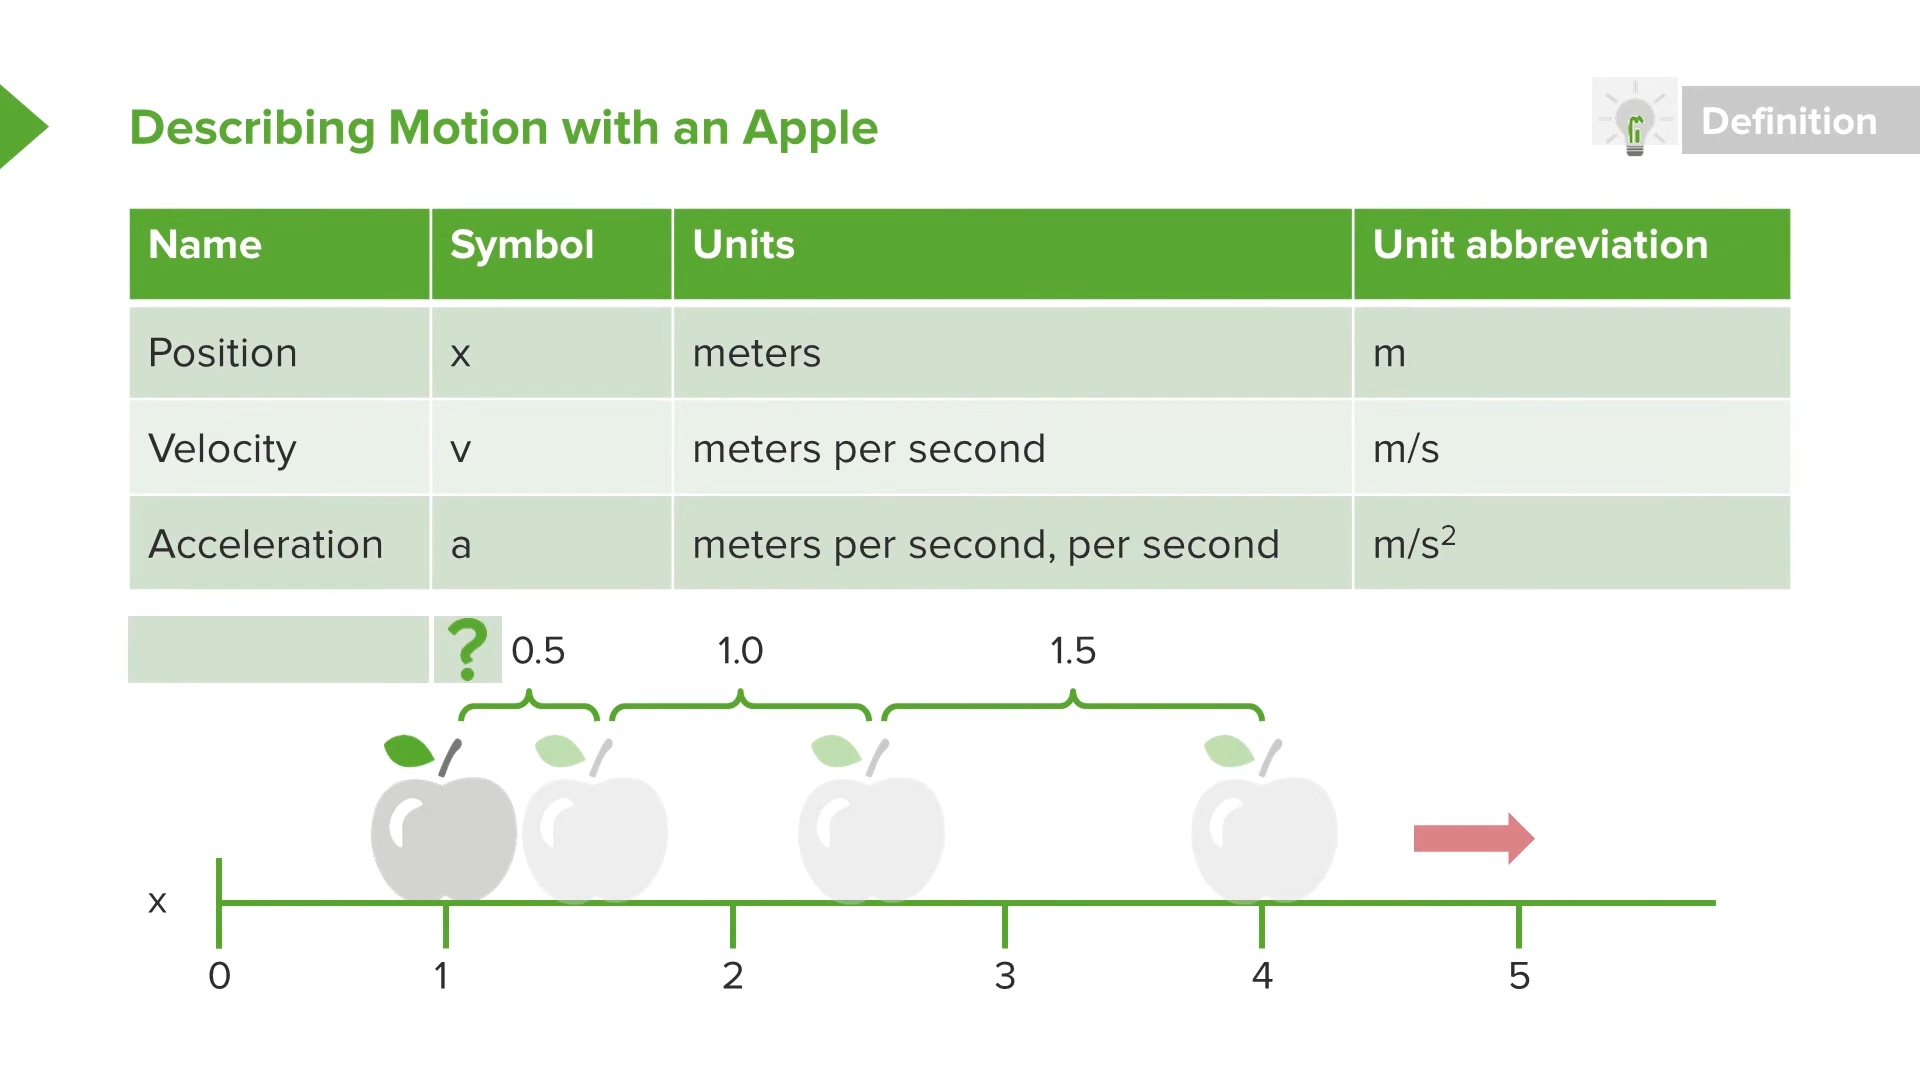 Describing Motion with an Apple
Definition
Name Symbol Units Unit abbreviation
Position x meters m
Velocity v meters per second m/s
Acceleration a meters per second, per second m/s²
? 0.5 1.0 1.5
x
0 1 2 3 4 5